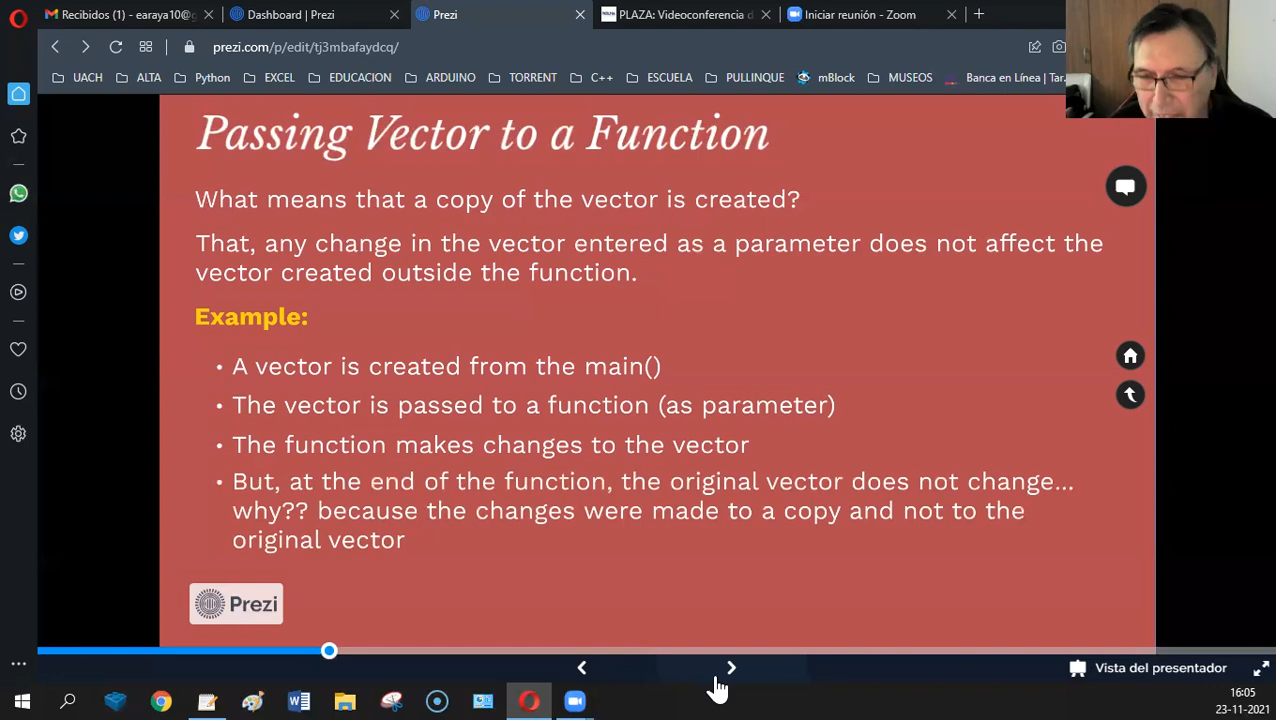 Recibidos (1) - earaya10@g
Dashboard | Prezi
Prezi
PLAZA: Videoconferencia d
Iniciar reunión - Zoom
prezi.com/p/edit/tj3mbafaydcq/
UACH
ALTA
Python
EXCEL
EDUCACION
ARDUINO
TORRENT
C++
ESCUELA
PULLINQUE
mBlock
MUSEOS
Banca en Línea | Tar.
Passing Vector to a Function
What means that a copy of the vector is created?
That, any change in the vector entered as a parameter does not affect the
vector created outside the function.
Example:
• A vector is created from the main()
• The vector is passed to a function (as parameter)
• The function makes changes to the vector
• But, at the end of the function, the original vector does not change...
why?? because the changes were made to a copy and not to the
original vector
Prezi
Vista del presentador
16:05
23-11-2021